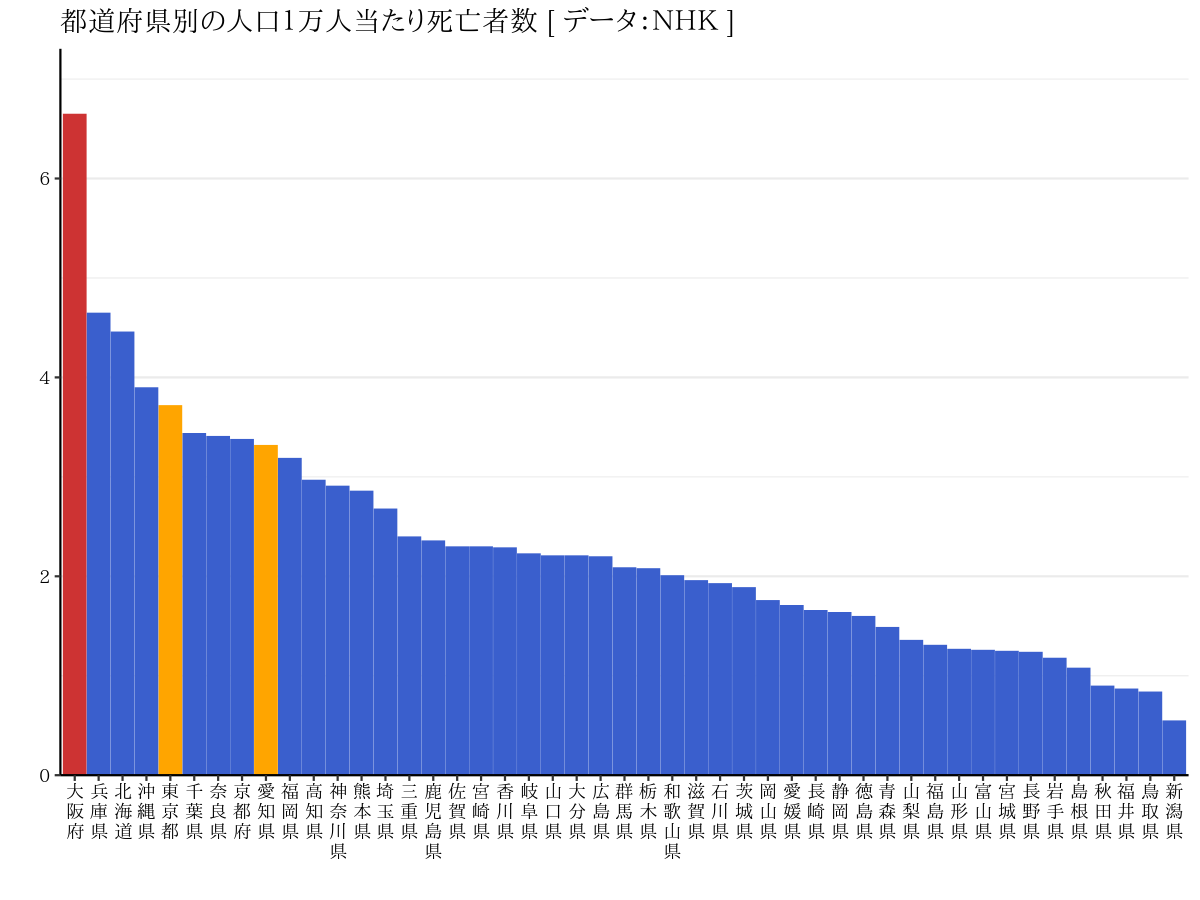 都道府県別の人口1万人当たり死亡者数 [ データ:NHK ]
6
4
2
0
大阪府
兵庫県
北海道
沖縄県
東京都
千葉県
奈良県
京都府
愛知県
福岡県
高知県
神奈川県
熊本県
埼玉県
三重県
鹿児島県
佐賀県
宮崎県
香川県
岐阜県
山口県
大分県
広島県
群馬県
栃木県
和歌山県
滋賀県
石川県
茨城県
岡山県
愛媛県
長崎県
静岡県
徳島県
青森県
山梨県
福島県
山形県
富山県
宮城県
長野県
岩手県
島根県
秋田県
福井県
鳥取県
新潟県